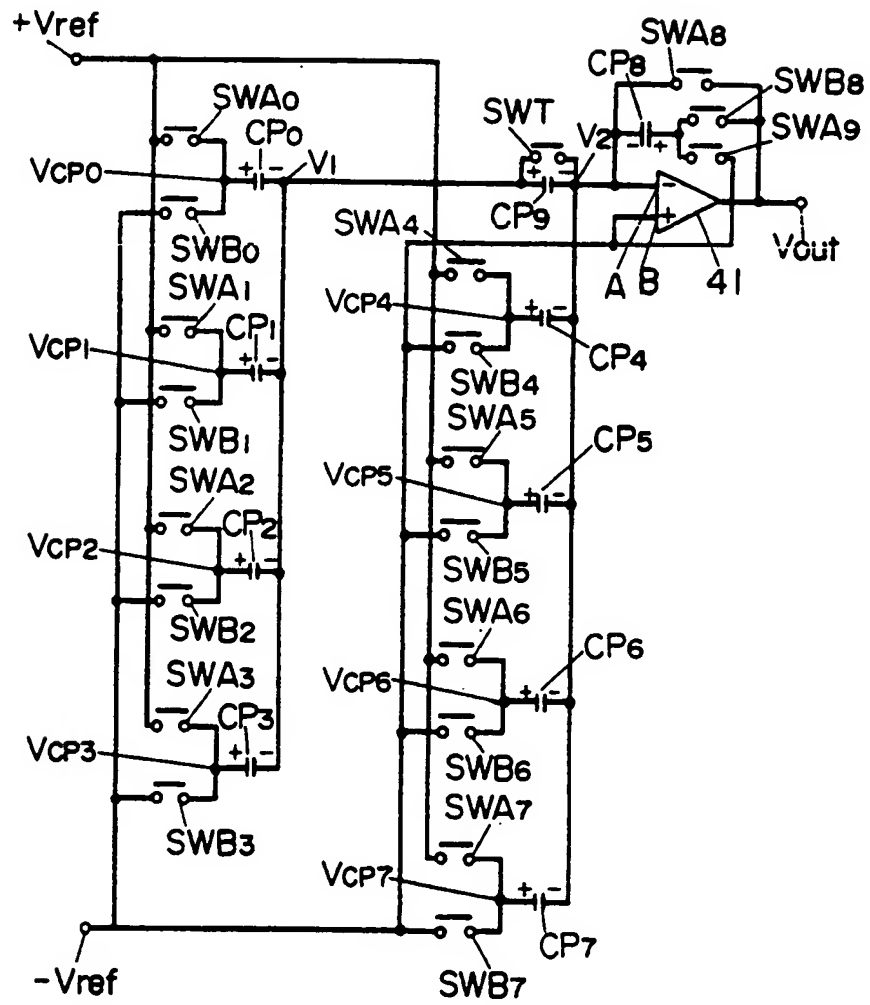 +Vref
SWA8
CP8
SWB8
SWA9
SWA0
CP0
SWT
V2
VCP0
V1
+ -
+ -
- +
-
+
CP9
SWB0
SWA4
A
B
41
Vout
SWA1
CP1
VCP4
+ -
CP4
VCP1
+ -
SWB4
SWB1
SWA5
CP5
SWA2
CP2
VCP5
+ -
VCP2
+ -
SWB5
SWB2
SWA6
CP6
SWA3
CP3
VCP6
+ -
VCP3
+ -
SWB6
SWB3
SWA7
VCP7
+ -
CP7
-Vref
SWB7